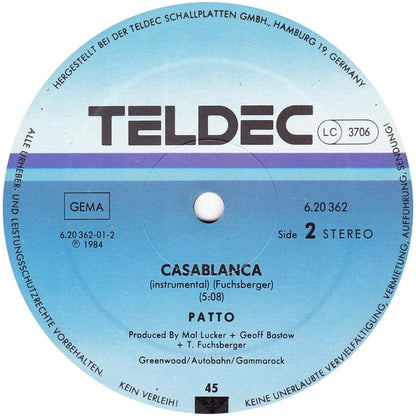 HERGESTELLT BEI DER TELDEC SCHALLPLATTEN GMBH., HAMBURG 19, GERMANY
TELDEC
LC 3706
GEMA
6.20 362
6.20 362-01-2
Ⓟ 1984
Side 2 STEREO
CASABLANCA
(instrumental) (Fuchsberger)
(5:08)
PATTO
Produced By Mal Lucker + Geoff Bastow
+ T. Fuchsberger
Greenwood/Autobahn/Gammarock
45
ALLE URHEBER- UND LEISTUNGSSCHUTZRECHTE VORBEHALTEN.
KEIN VERLEIH! KEINE UNERLAUBTE VERVIELFÄLTIGUNG, VERMIETUNG, AUFFÜHRUNG, SENDUNG!